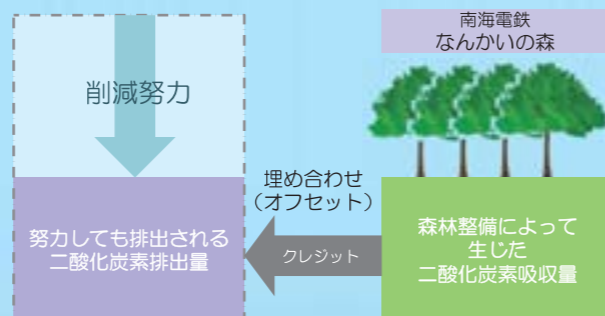 削減努力
努力しても排出される
二酸化炭素排出量
埋め合わせ
（オフセット）
クレジット
南海電鉄
なんかいの森
森林整備によって
生じた
二酸化炭素吸収量